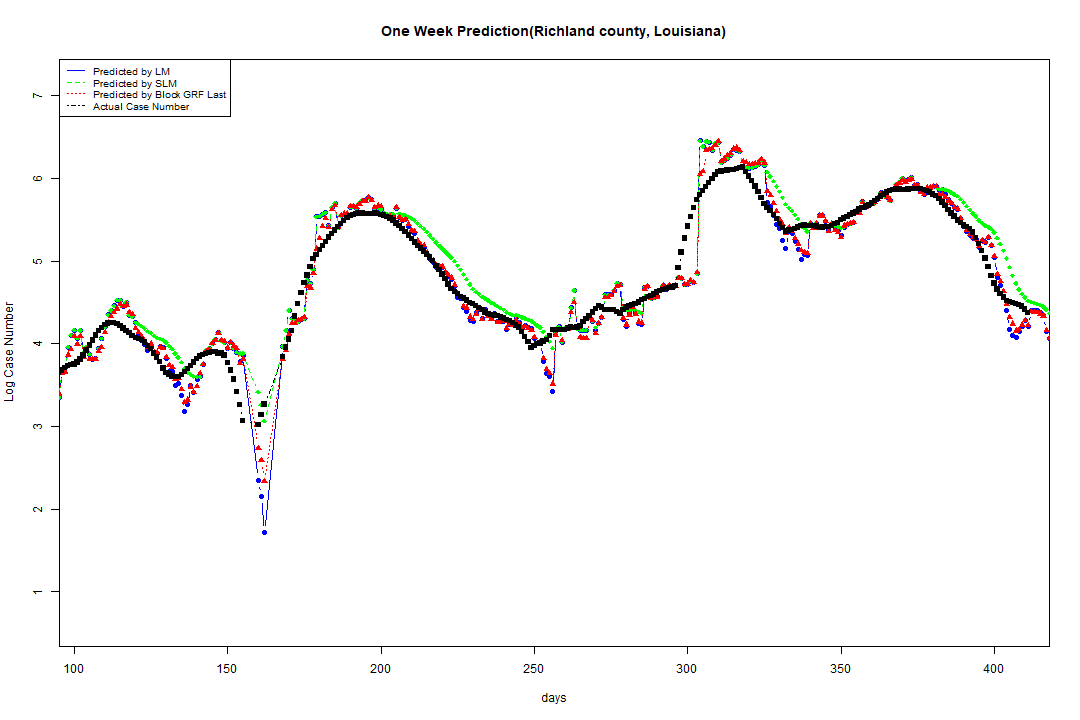 One Week Prediction(Richland county, Louisiana)
Predicted by LM
Predicted by SLM
Predicted by Block GRF Last
Actual Case Number
7
6
5
4
3
2
1
Log Case Number
100 150 200 250 300 350 400
days